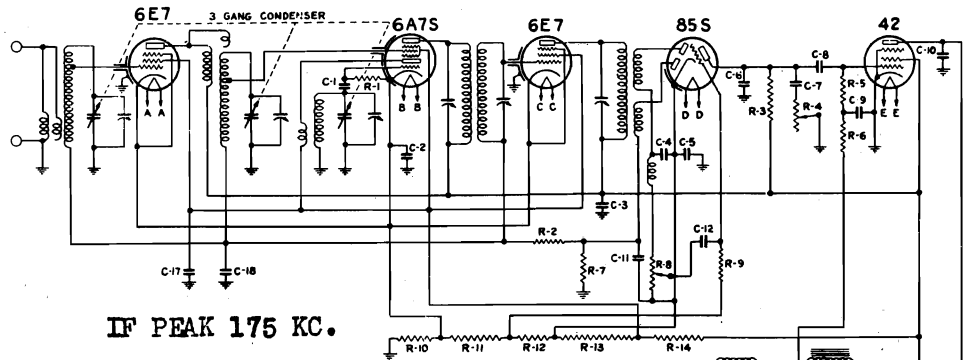 6E7
3 GANG CONDENSER
6A7S
6E7
85S
42
C-1
R-1
A A
B B
C-2
C C
C-3
D D
C-4
C-5
C-6
R-3
C-7
R-4
C-8
R-5
C-9
R-6
E E
C-10
C-17
C-18
R-2
R-7
C-11
R-8
C-12
R-9
IF PEAK 175 KC.
R-10
R-11
R-12
R-13
R-14